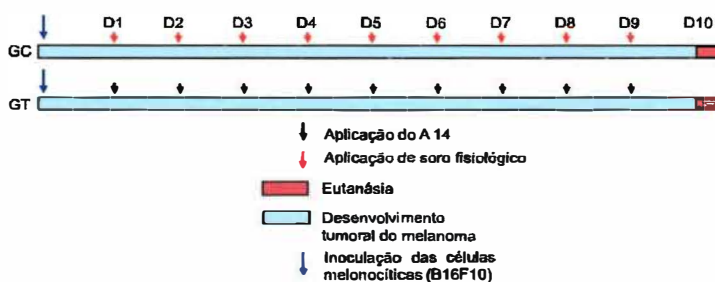 D1 D2 D3 D4 D5 D6 D7 D8 D9 D10
GC
GT
Aplicação do A 14
Aplicação de soro fisiológico
Eutanásia
Desenvolvimento
tumoral do melanoma
Inoculação das células
melonocíticas (B16F10)